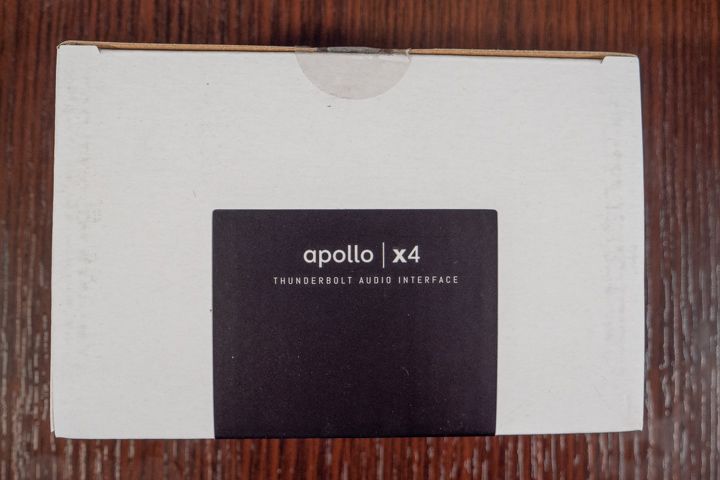 apollo | x4
THUNDERBOLT AUDIO INTERFACE